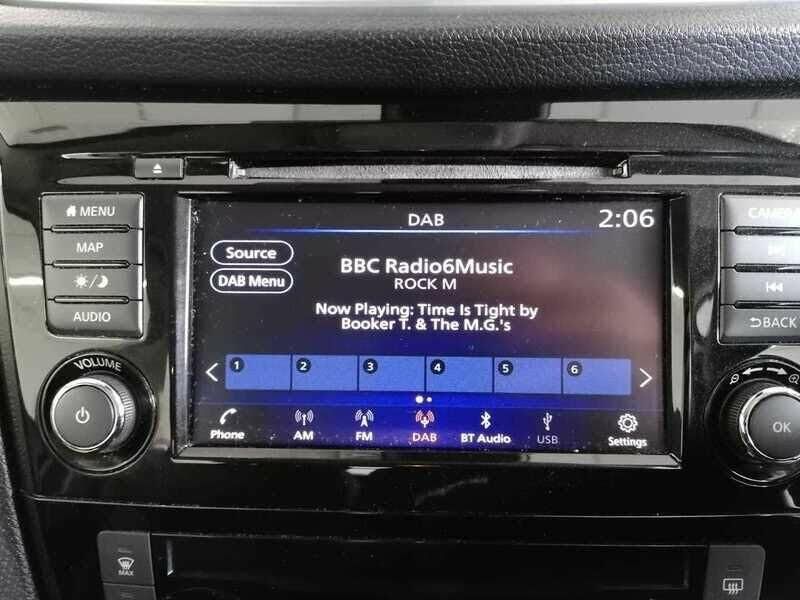 MENU
MAP
AUDIO
VOLUME
DAB
2:06
Source
DAB Menu
BBC Radio6Music
ROCK M
Now Playing: Time Is Tight by
Booker T. & The M.G.'s
1 2 3 4 5 6
Phone AM FM DAB BT Audio USB Settings
BACK
OK
MAX